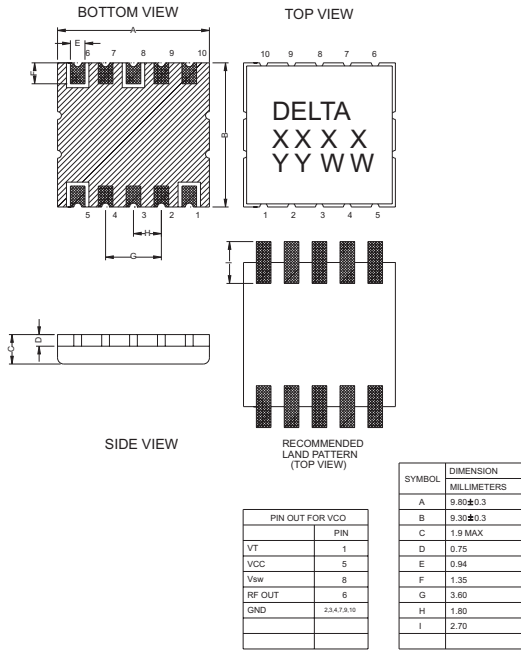 BOTTOM VIEW
TOP VIEW
A
E
6 7 8 9 10
F
B
5 4 3 2 1
H
G
10 9 8 7 6
DELTA
XX X X
YY WW
1 2 3 4 5
I
C
D
SIDE VIEW
RECOMMENDED
LAND PATTERN
(TOP VIEW)
PIN OUT FOR VCO
PIN
VT 1
VCC 5
Vsw 8
RF OUT 6
GND 2,3,4,7,9,10
SYMBOL DIMENSION
MILLIMETERS
A 9.80±0.3
B 9.30±0.3
C 1.9 MAX
D 0.75
E 0.94
F 1.35
G 3.60
H 1.80
I 2.70